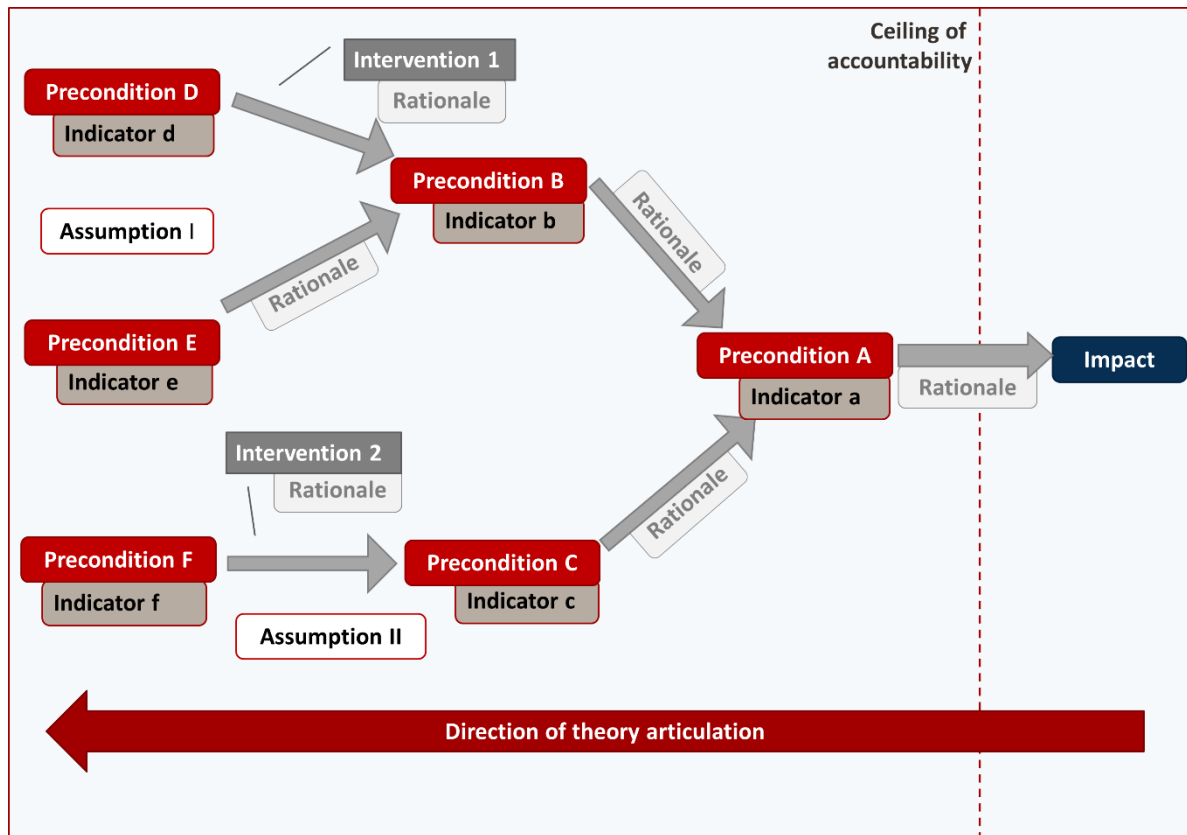 Ceiling of
accountability
Intervention 1
Rationale
Precondition D
Indicator d
Precondition B
Indicator b
Assumption I
Rationale
Rationale
Precondition E
Indicator e
Precondition A
Indicator a
Rationale
Impact
Intervention 2
Rationale
Rationale
Precondition F
Indicator f
Precondition C
Indicator c
Assumption II
Direction of theory articulation